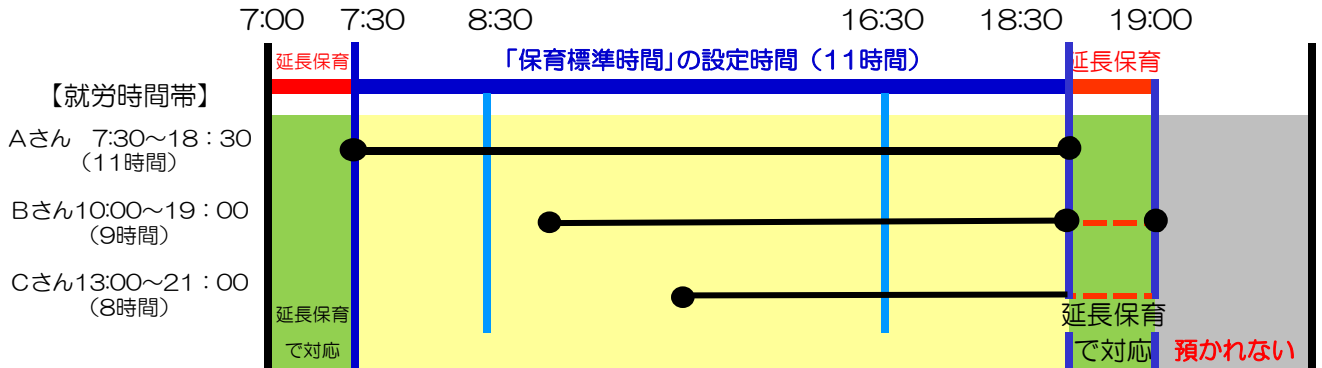 7:00 7:30 8:30 16:30 18:30 19:00
延長保育 「保育標準時間」の設定時間（11時間） 延長保育
【就労時間帯】
Aさん 7:30～18：30
（11時間）
Bさん10:00～19：00
（9時間）
Cさん13:00～21：00
（8時間）
延長保育
で対応
延長保育
で対応
預かれない